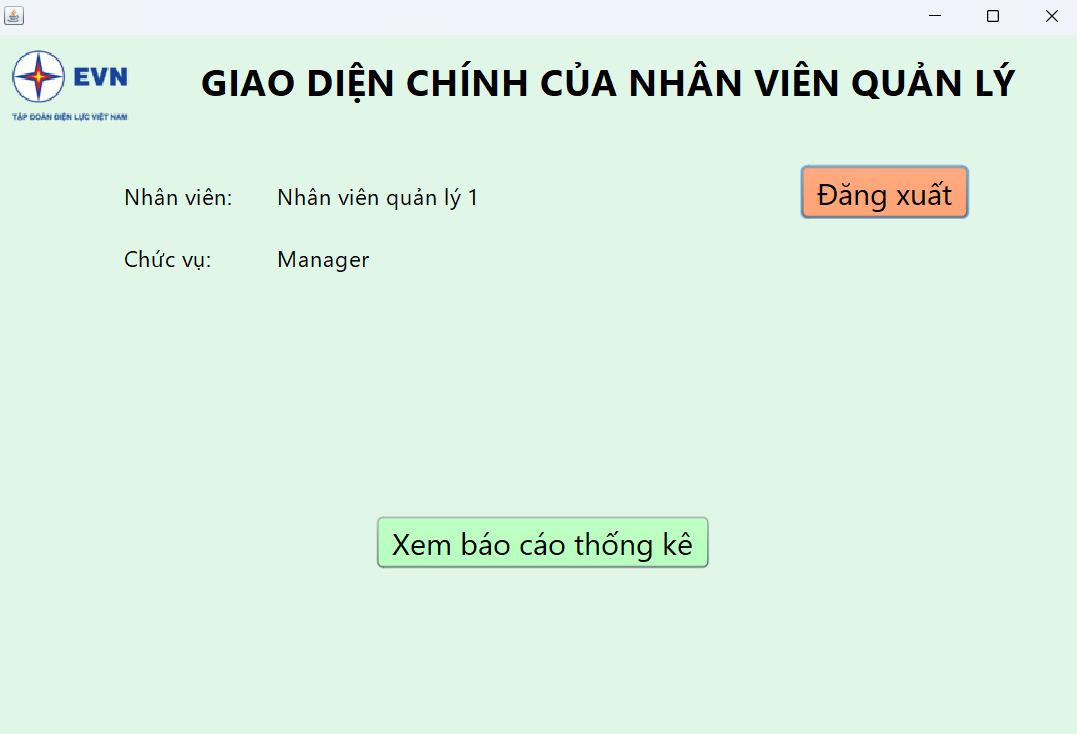 EVN
TẬP ĐOÀN ĐIỆN LỰC VIỆT NAM
GIAO DIỆN CHÍNH CỦA NHÂN VIÊN QUẢN LÝ
Nhân viên: Nhân viên quản lý 1
Đăng xuất
Chức vụ: Manager
Xem báo cáo thống kê